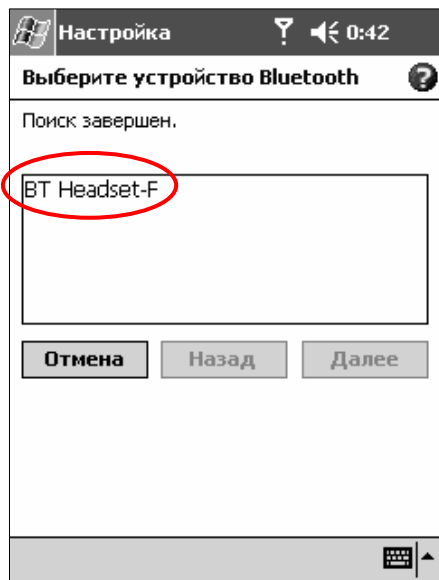 Настройка 0:42
Выберите устройство Bluetooth ?
Поиск завершен.
BT Headset-F
Отмена Назад Далее